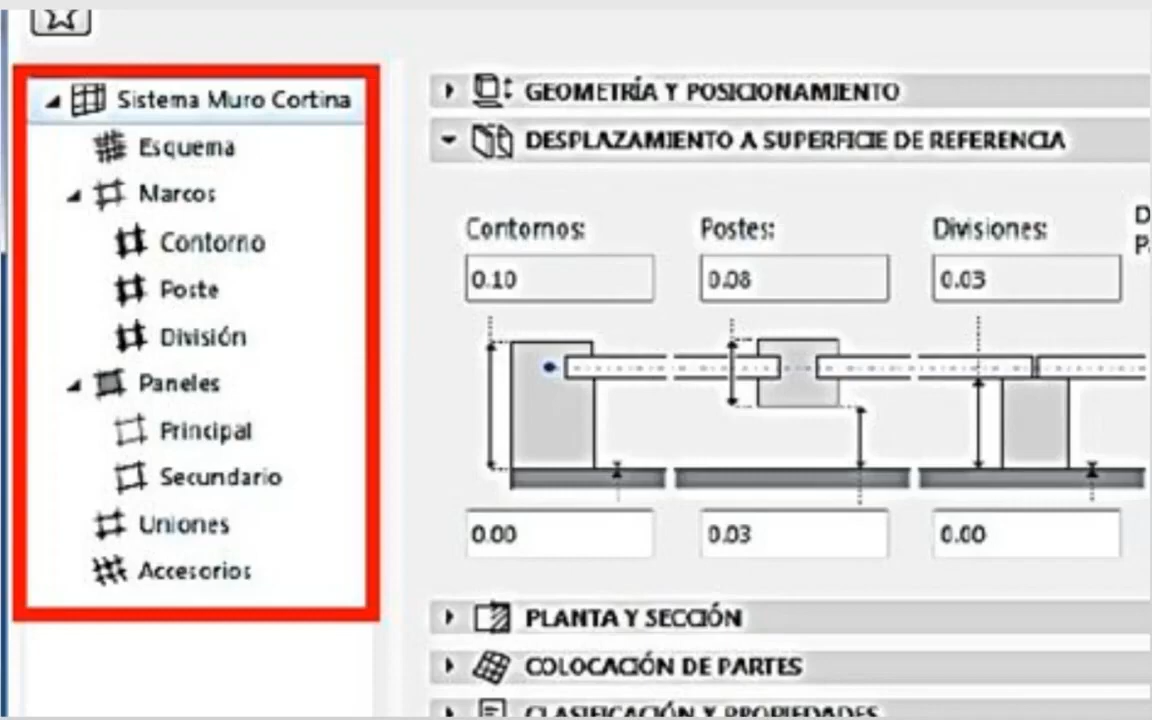 Sistema Muro Cortina
Esquema
Marcos
Contorno
Poste
División
Paneles
Principal
Secundario
Uniones
Accesorios
GEOMETRÍA Y POSICIONAMIENTO
DESPLAZAMIENTO A SUPERFICIE DE REFERENCIA
Contornos: Postes: Divisiones:
0.10 0.08 0.03
0.00 0.03 0.00
PLANTA Y SECCIÓN
COLOCACIÓN DE PARTES
CLASIFICACIÓN Y PROPIEDADES